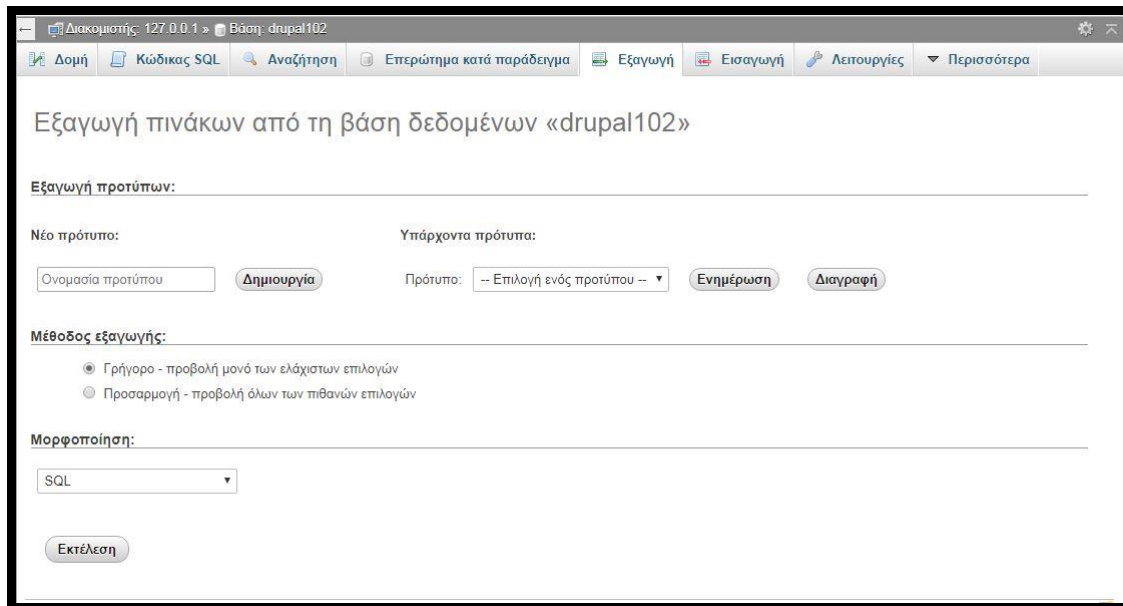 Διακομιστής: 127.0.0.1 » Βάση: drupal102
Δομή Κώδικας SQL Αναζήτηση Επερώτημα κατά παράδειγμα Εξαγωγή Εισαγωγή Λειτουργίες Περισσότερα
Εξαγωγή πινάκων από τη βάση δεδομένων «drupal102»
Εξαγωγή προτύπων:
Νέο πρότυπο: Υπάρχοντα πρότυπα:
Ονομασία προτύπου Δημιουργία Πρότυπο: -- Επιλογή ενός προτύπου -- Ενημέρωση Διαγραφή
Μέθοδος εξαγωγής:
Γρήγορο - προβολή μονό των ελάχιστων επιλογών
Προσαρμογή - προβολή όλων των πιθανών επιλογών
Μορφοποίηση:
SQL
Εκτέλεση